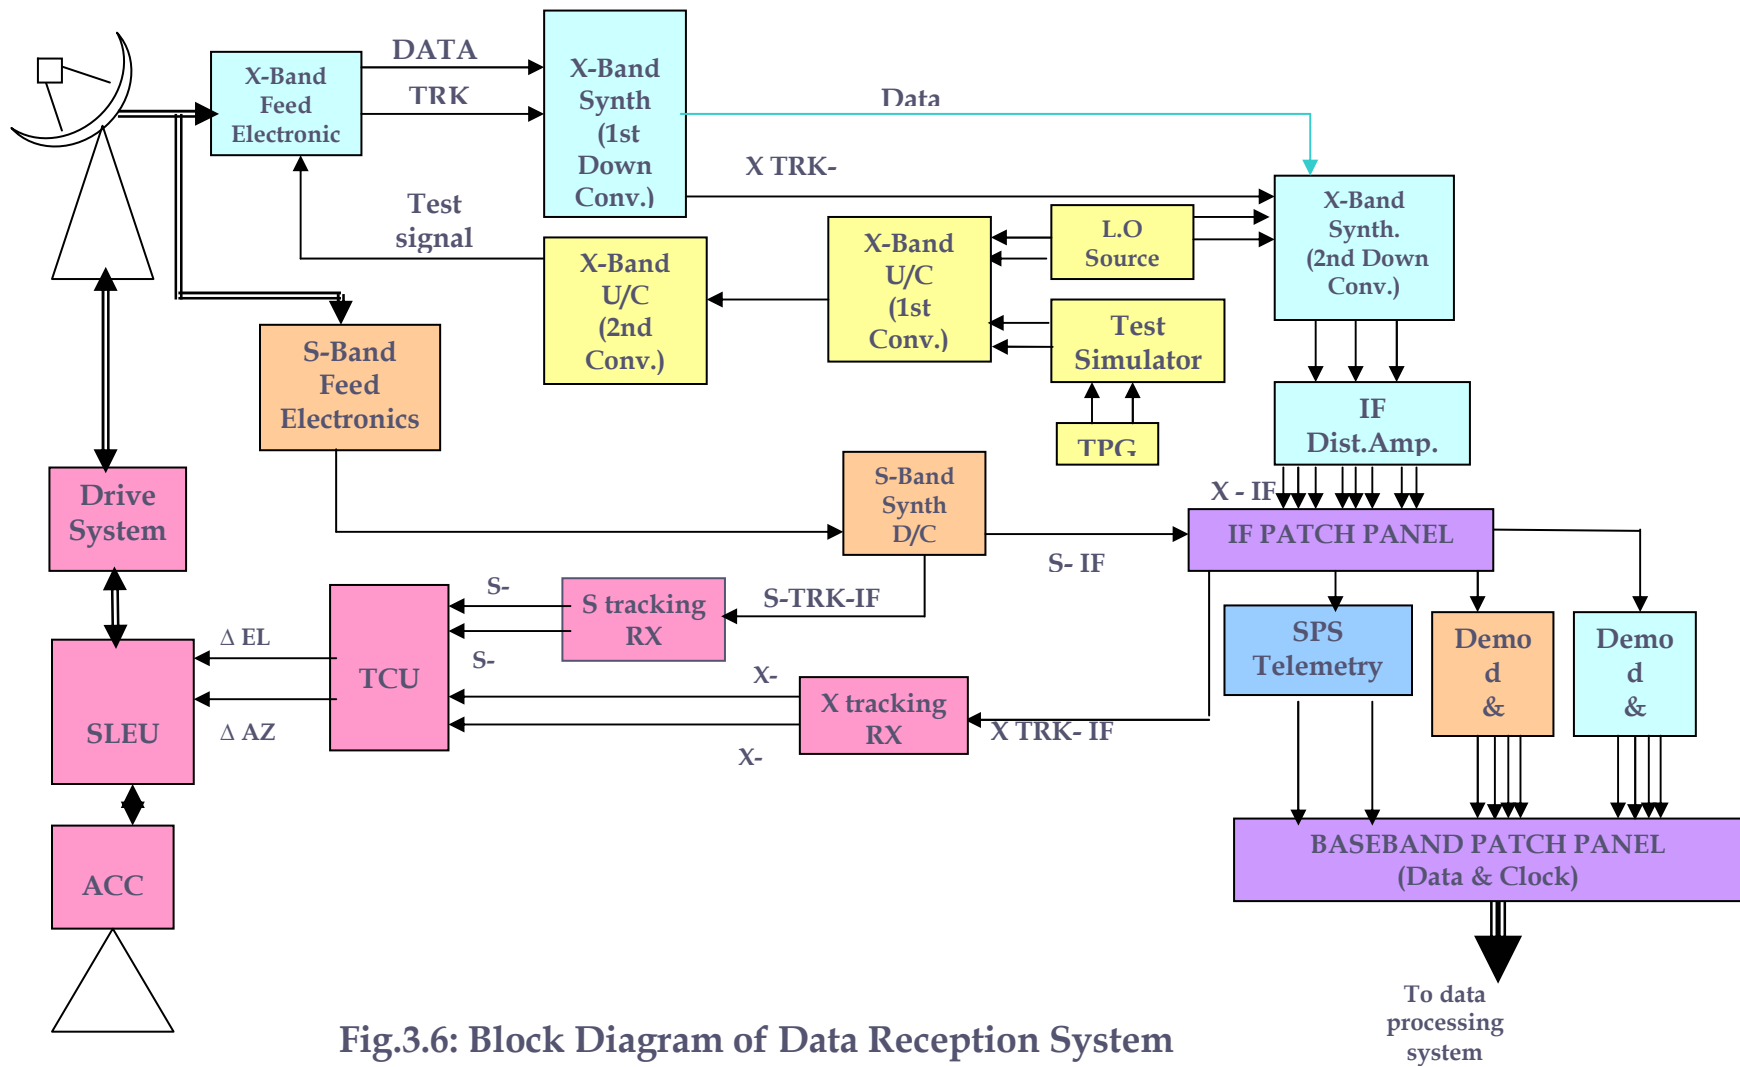 DATA
TRK
X-Band
Feed
Electronic
X-Band
Synth
(1st
Down
Conv.)
Data
X TRK-
Test
signal
X-Band
U/C
(2nd
Conv.)
X-Band
U/C
(1st
Conv.)
L.O
Source
X-Band
Synth.
(2nd Down
Conv.)
Test
Simulator
TPG
S-Band
Feed
Electronics
IF
Dist.Amp.
X - IF
Drive
System
S-Band
Synth
D/C
S- IF
IF PATCH PANEL
S-
S-
S tracking
RX
S-TRK-IF
SPS
Telemetry
Demo
d
&
Demo
d
&
Δ EL
Δ AZ
TCU
X-
X-
X tracking
RX
X TRK- IF
SLEU
ACC
BASEBAND PATCH PANEL
(Data & Clock)
To data
processing
system
Fig.3.6: Block Diagram of Data Reception System